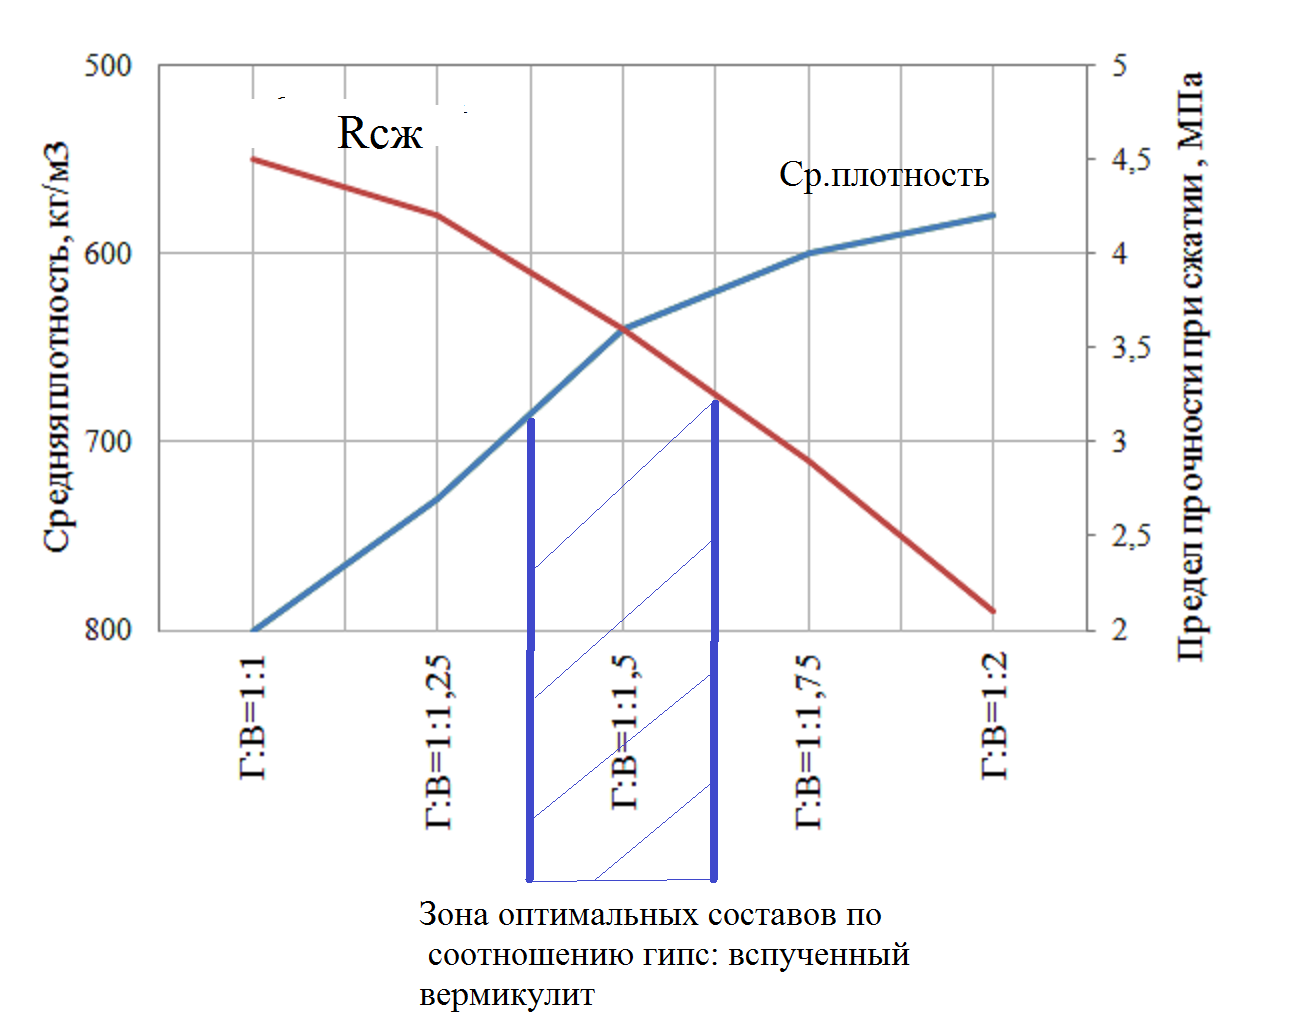 Rсж
Ср.плотность
Средняяплотность, кг/м3
500
600
700
800
5
4,5
4
3,5
3
2,5
2
Предел прочности при сжатии, МПа
Г:В=1:1
Г:В=1:1,25
Г:В=1:1,5
Г:В=1:1,75
Г:В=1:2
Зона оптимальных составов по
соотношению гипс: вспученный
вермикулит